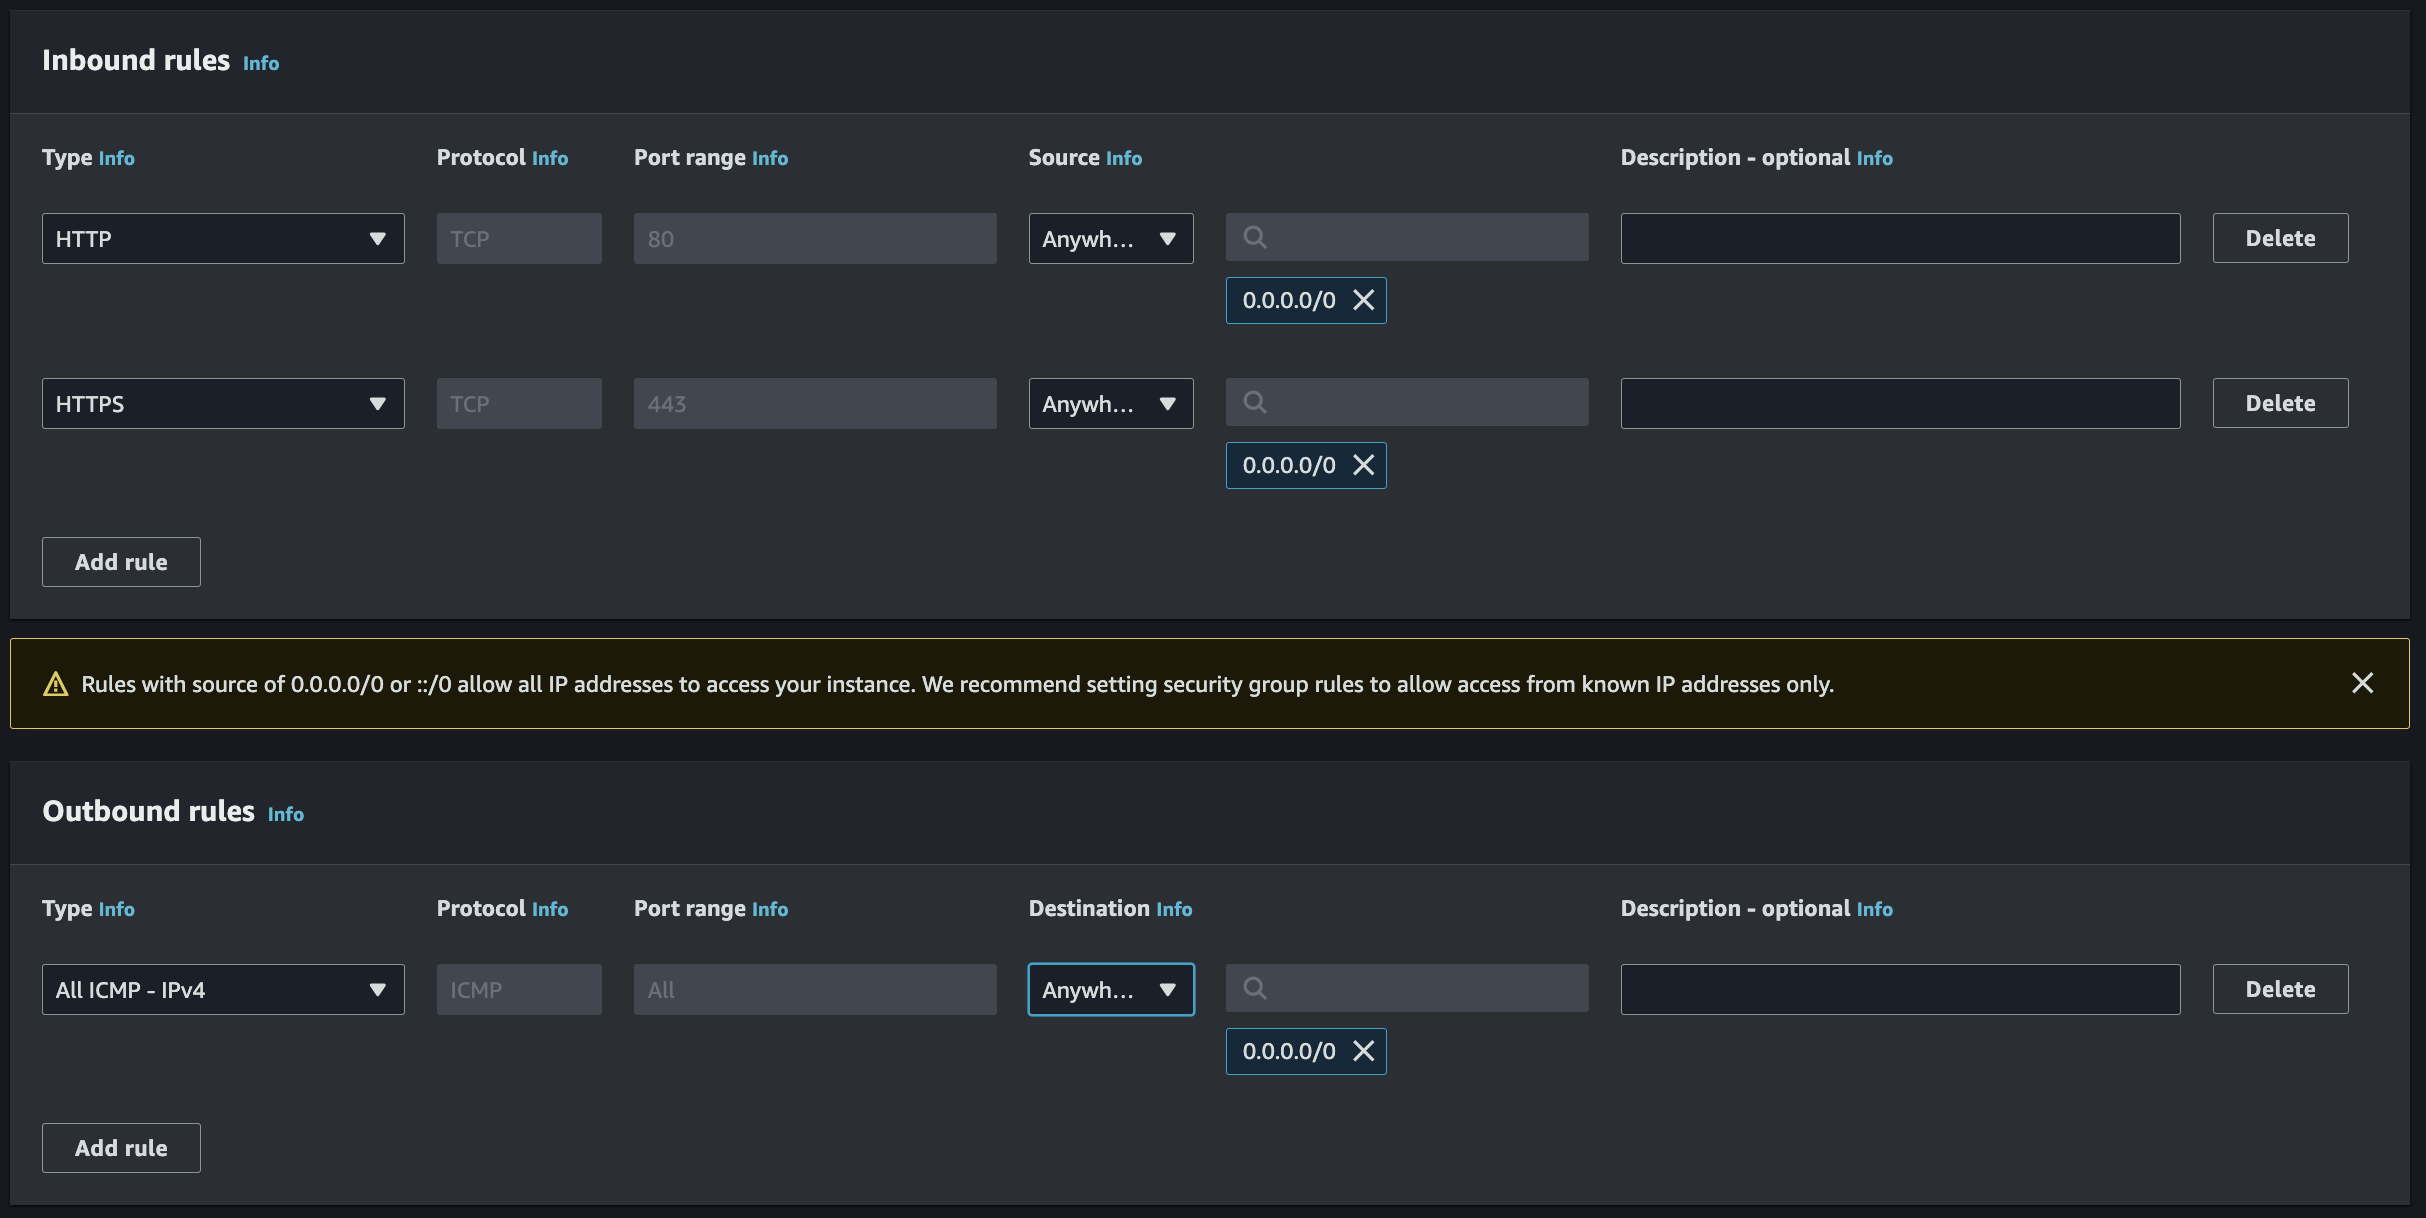 Inbound rules Info
Type Info Protocol Info Port range Info Source Info Description - optional Info
HTTP TCP 80 Anywh... Delete
0.0.0.0/0
HTTPS TCP 443 Anywh... Delete
0.0.0.0/0
Add rule
Rules with source of 0.0.0.0/0 or ::/0 allow all IP addresses to access your instance. We recommend setting security group rules to allow access from known IP addresses only.
Outbound rules Info
Type Info Protocol Info Port range Info Destination Info Description - optional Info
All ICMP - IPv4 ICMP All Anywh... Delete
0.0.0.0/0
Add rule